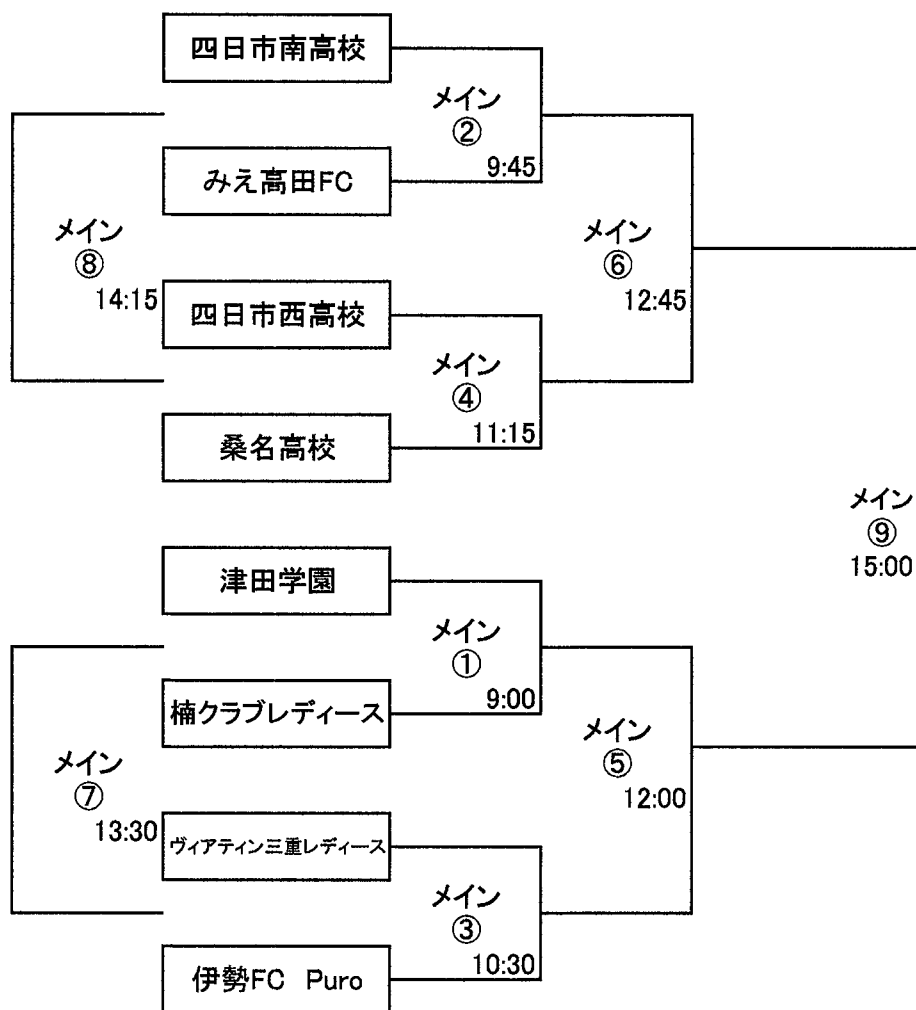 四日市南高校
メイン
②
9:45
みえ高田FC
メイン
⑧
14:15
メイン
⑥
12:45
四日市西高校
メイン
④
11:15
桑名高校
メイン
⑨
15:00
津田学園
メイン
①
9:00
楠クラブレディース
メイン
⑦
13:30
メイン
⑤
12:00
ヴィアティン三重レディース
メイン
③
10:30
伊勢FC Puro